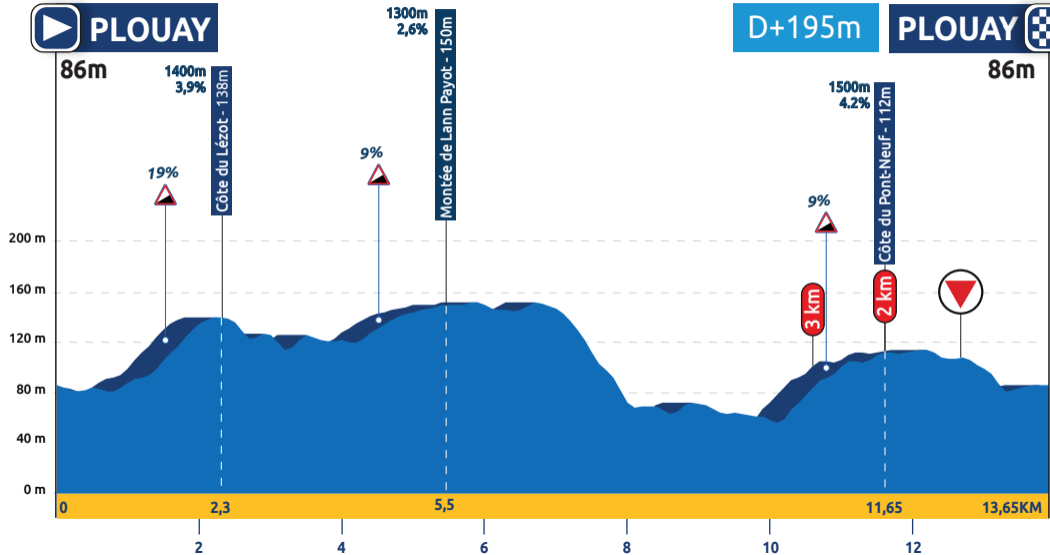 PLOUAY
86m
1400m
3,9%
Côte du Lézot - 138m
19%
1300m
2,6%
Montée de Lann Payot - 150m
9%
D+195m
PLOUAY
86m
1500m
4.2%
Côte du Pont-Neuf - 112m
9%
3 km
2 km
200 m
160 m
120 m
80 m
40 m
0 m
0
2,3
5,5
11,65
13,65KM
2
4
6
8
10
12